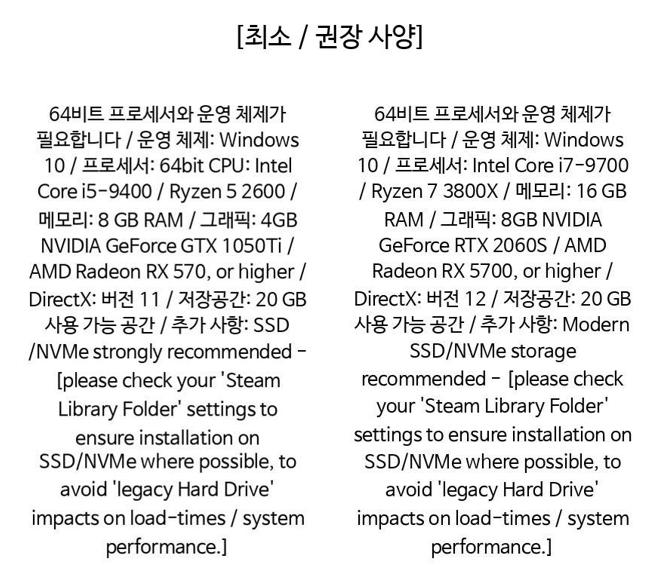 [최소 / 권장 사양]
64비트 프로세서와 운영 체제가
필요합니다 / 운영 체제: Windows
10 / 프로세서: 64bit CPU: Intel
Core i5-9400 / Ryzen 5 2600 /
메모리: 8 GB RAM / 그래픽: 4GB
NVIDIA GeForce GTX 1050Ti /
AMD Radeon RX 570, or higher /
DirectX: 버전 11 / 저장공간: 20 GB
사용 가능 공간 / 추가 사항: SSD
/NVMe strongly recommended -
[please check your 'Steam
Library Folder' settings to
ensure installation on
SSD/NVMe where possible, to
avoid 'legacy Hard Drive'
impacts on load-times / system
performance.]
64비트 프로세서와 운영 체제가
필요합니다 / 운영 체제: Windows
10 / 프로세서: Intel Core i7-9700
/ Ryzen 7 3800X / 메모리: 16 GB
RAM / 그래픽: 8GB NVIDIA
GeForce RTX 2060S / AMD
Radeon RX 5700, or higher /
DirectX: 버전 12 / 저장공간: 20 GB
사용 가능 공간 / 추가 사항: Modern
SSD/NVMe storage
recommended - [please check
your 'Steam Library Folder'
settings to ensure installation on
SSD/NVMe where possible, to
avoid 'legacy Hard Drive'
impacts on load-times / system
performance.]